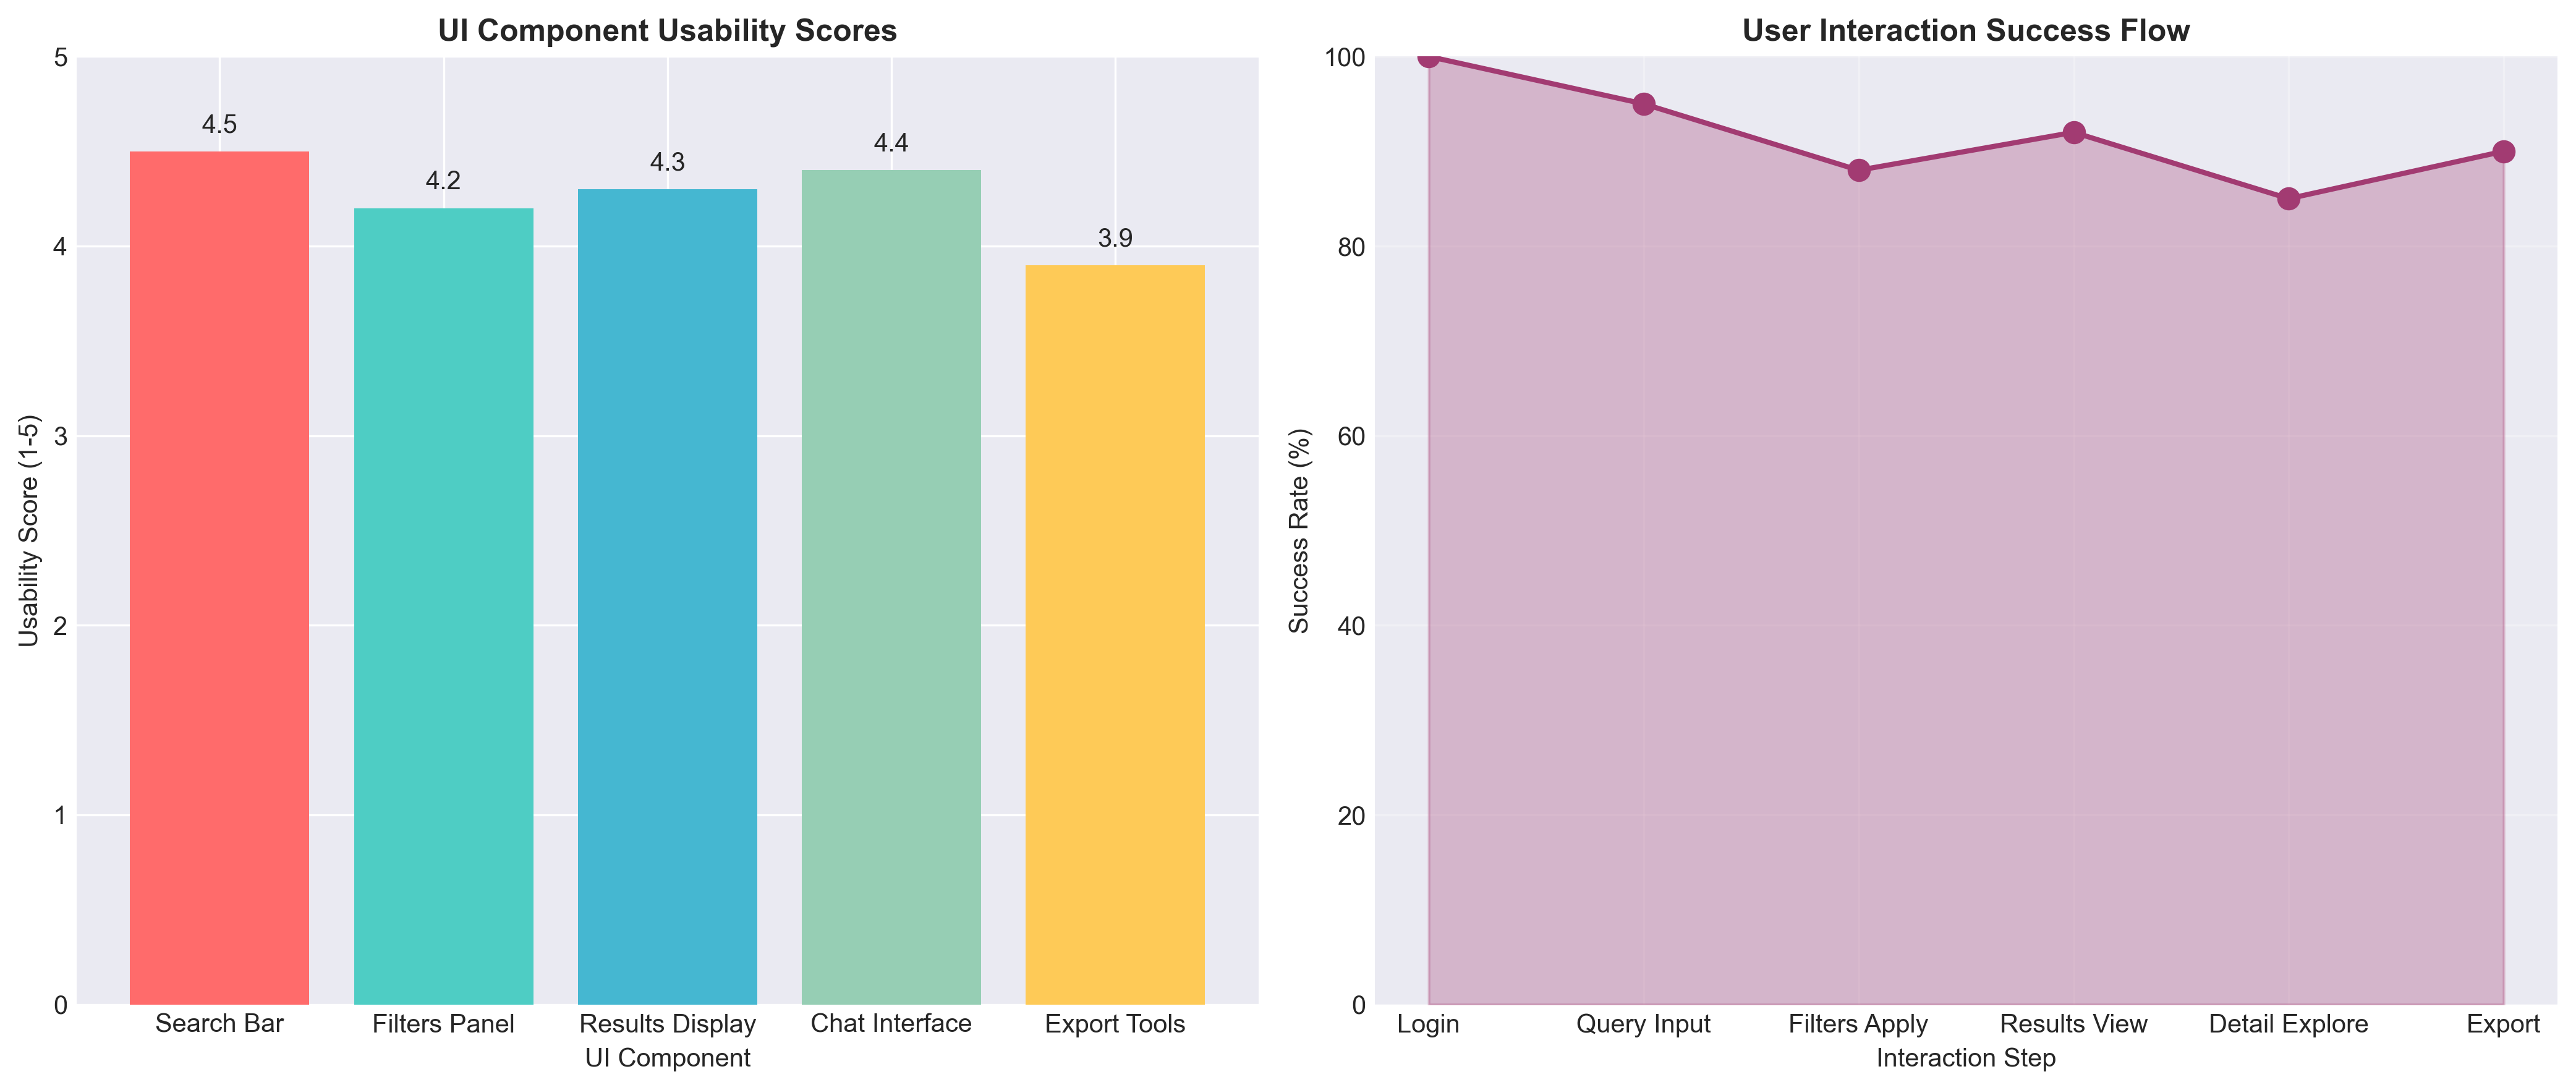 UI Component Usability Scores
5
4
3
2
1
0
Usability Score (1-5)
4.5
4.2
4.3
4.4
3.9
Search Bar
Filters Panel
Results Display
Chat Interface
Export Tools
UI Component
User Interaction Success Flow
100
80
60
40
20
0
Success Rate (%)
Login
Query Input
Filters Apply
Results View
Detail Explore
Export
Interaction Step